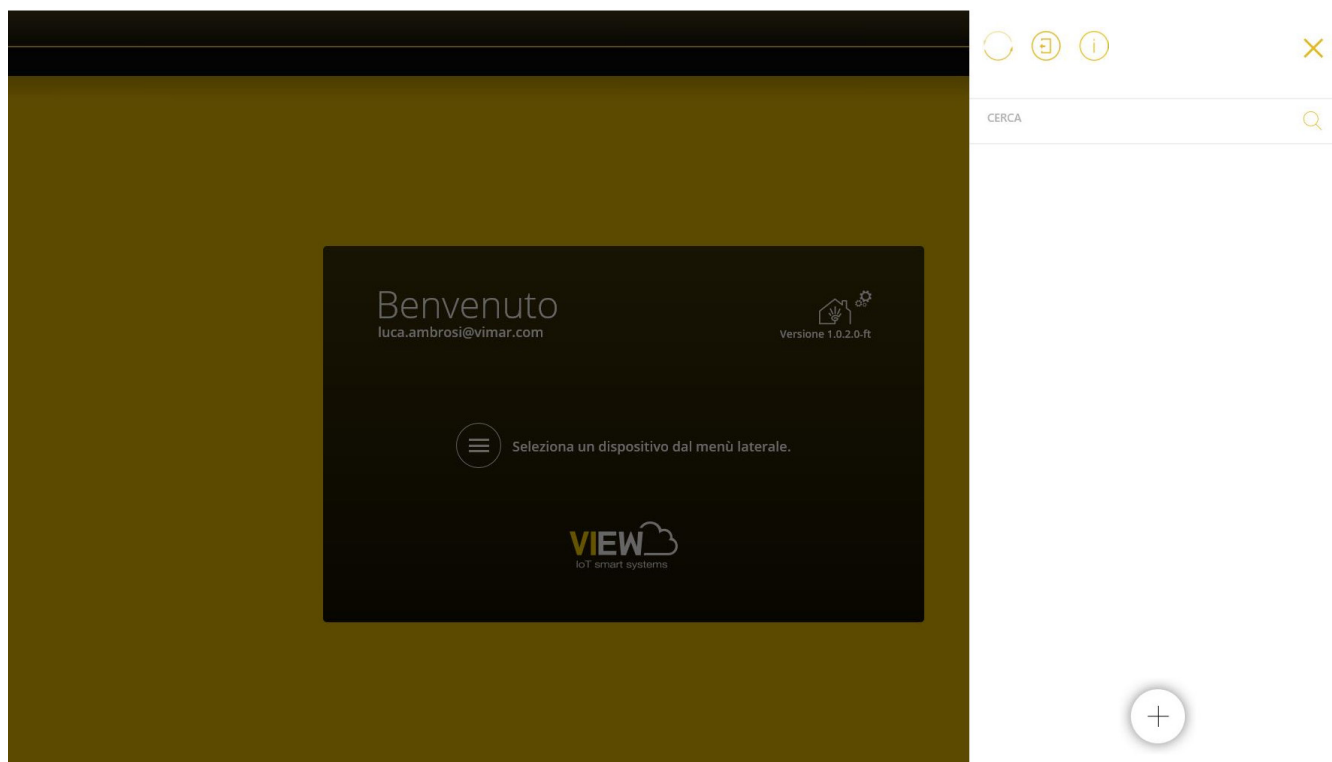 CERCA
Benvenuto
luca.ambrosi@vimar.com
Versione 1.0.2.0-ft
Seleziona un dispositivo dal menù laterale.
VIEW
IoT smart systems